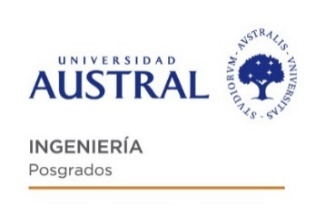 UNIVERSIDAD
AUSTRAL
STVDIORVM · VNIVERSITAS · AVSTRALIS ·
INGENIERÍA
Posgrados